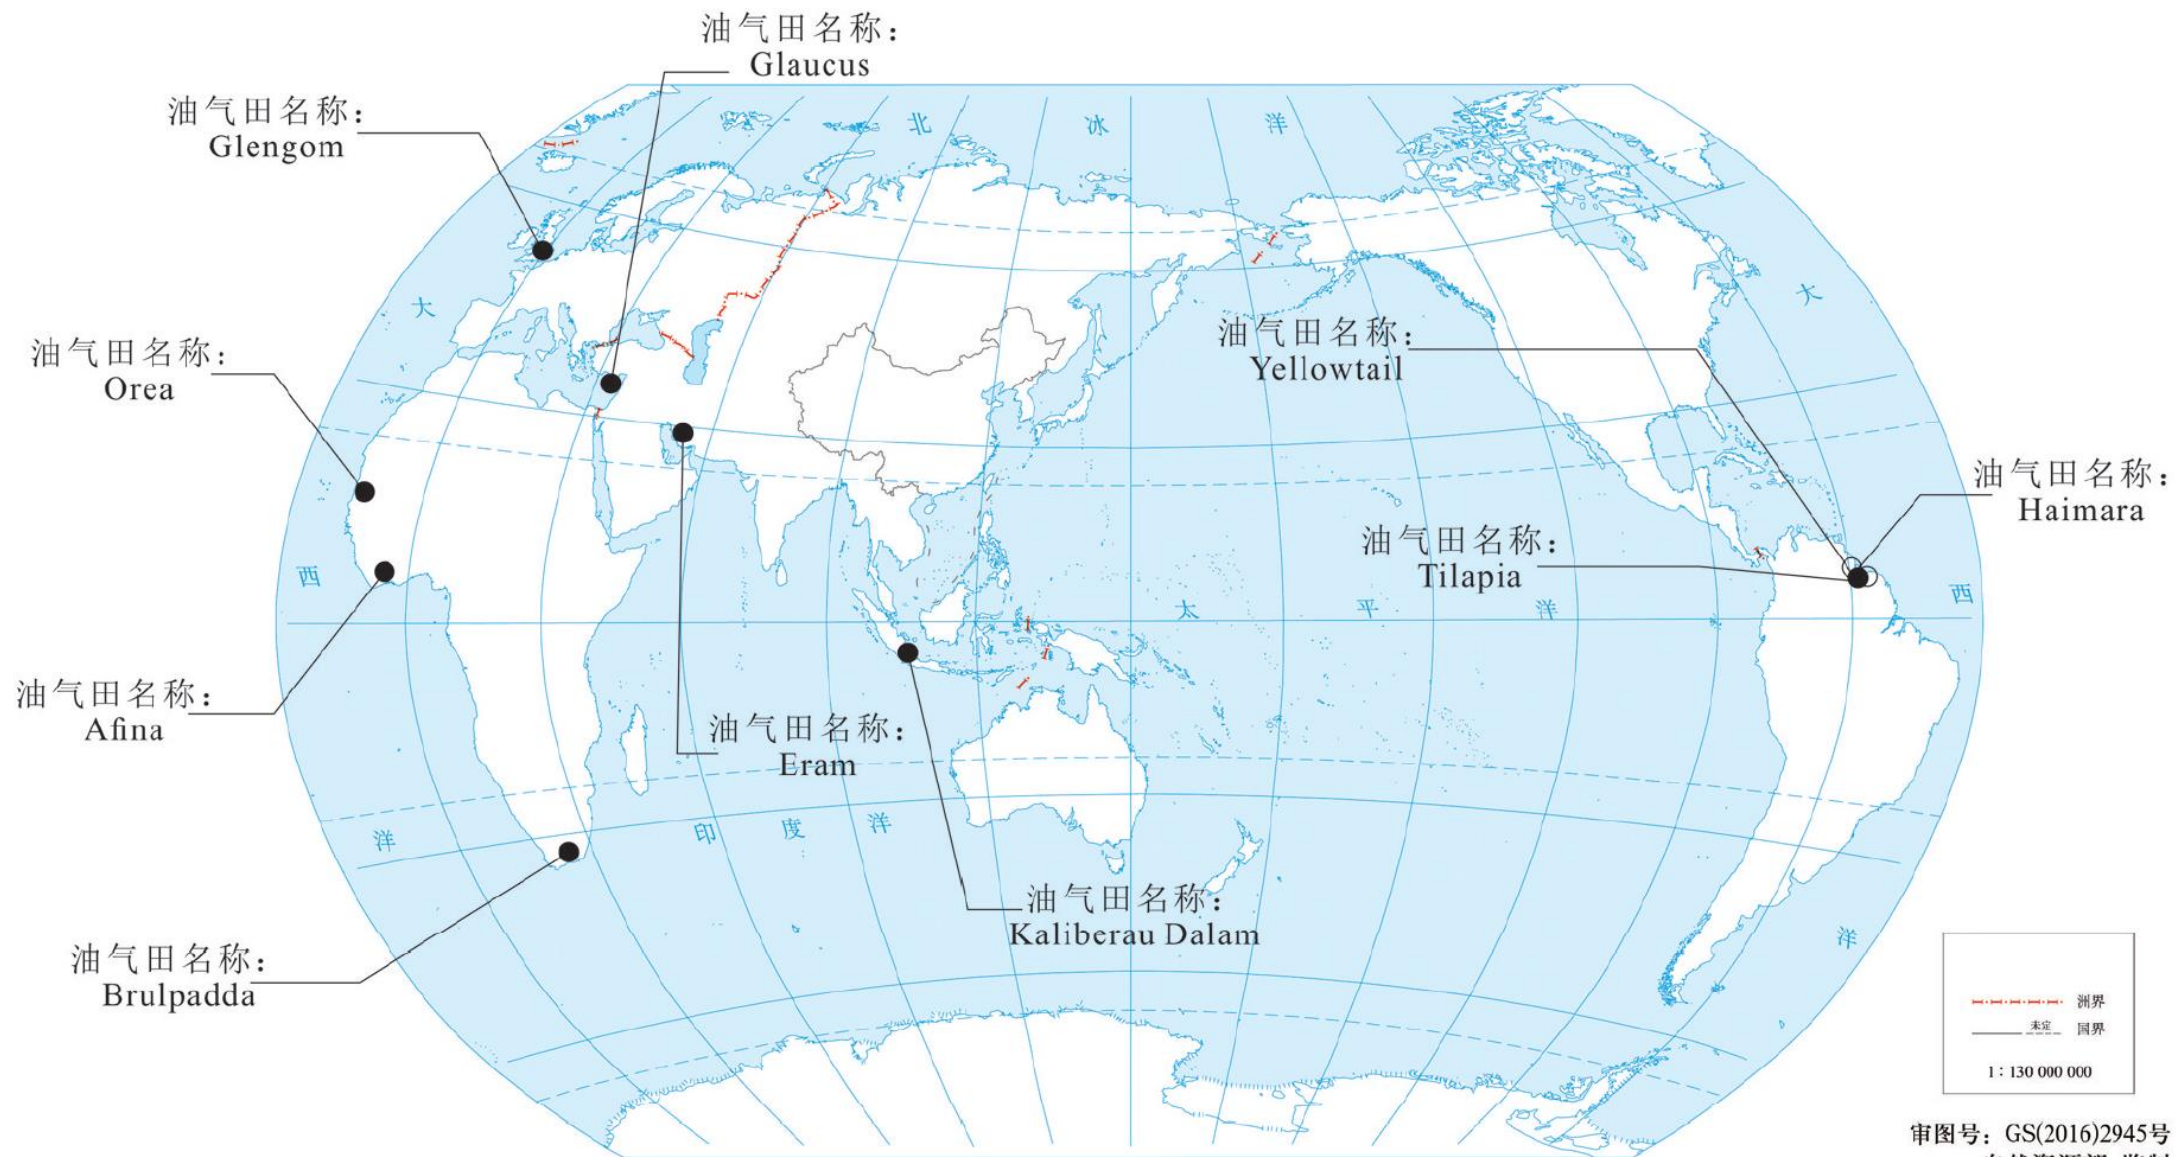 油气田名称：
Glaucus
油气田名称：
Glengom
北 冰 洋
大
大
油气田名称：
Yellowtail
油气田名称：
Orea
油气田名称：
Haimara
油气田名称：
Tilapia
西
西
太 平 洋
油气田名称：
Afina
油气田名称：
Eram
洋
印 度 洋
油气田名称：
Kaliberau Dalam
洋
油气田名称：
Brulpadda
洲界
未定 国界
1：130 000 000
审图号：GS(2016)2945号